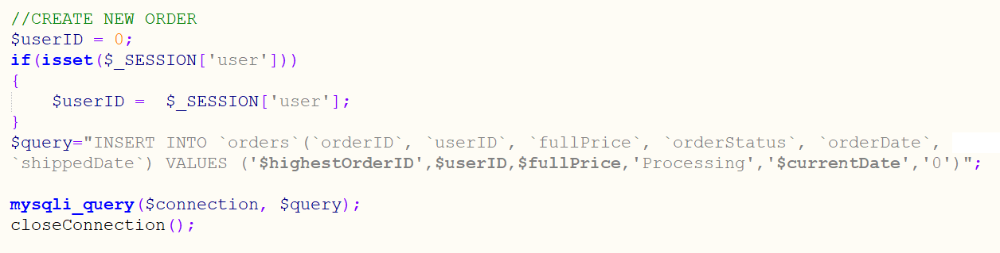 //CREATE NEW ORDER
$userID = 0;
if(isset($_SESSION['user']))
{
    $userID =  $_SESSION['user'];
}
$query="INSERT INTO `orders`(`orderID`, `userID`, `fullPrice`, `orderStatus`, `orderDate`,
`shippedDate`) VALUES ('$highestOrderID',$userID,$fullPrice,'Processing','$currentDate','0')";
mysqli_query($connection, $query);
closeConnection();